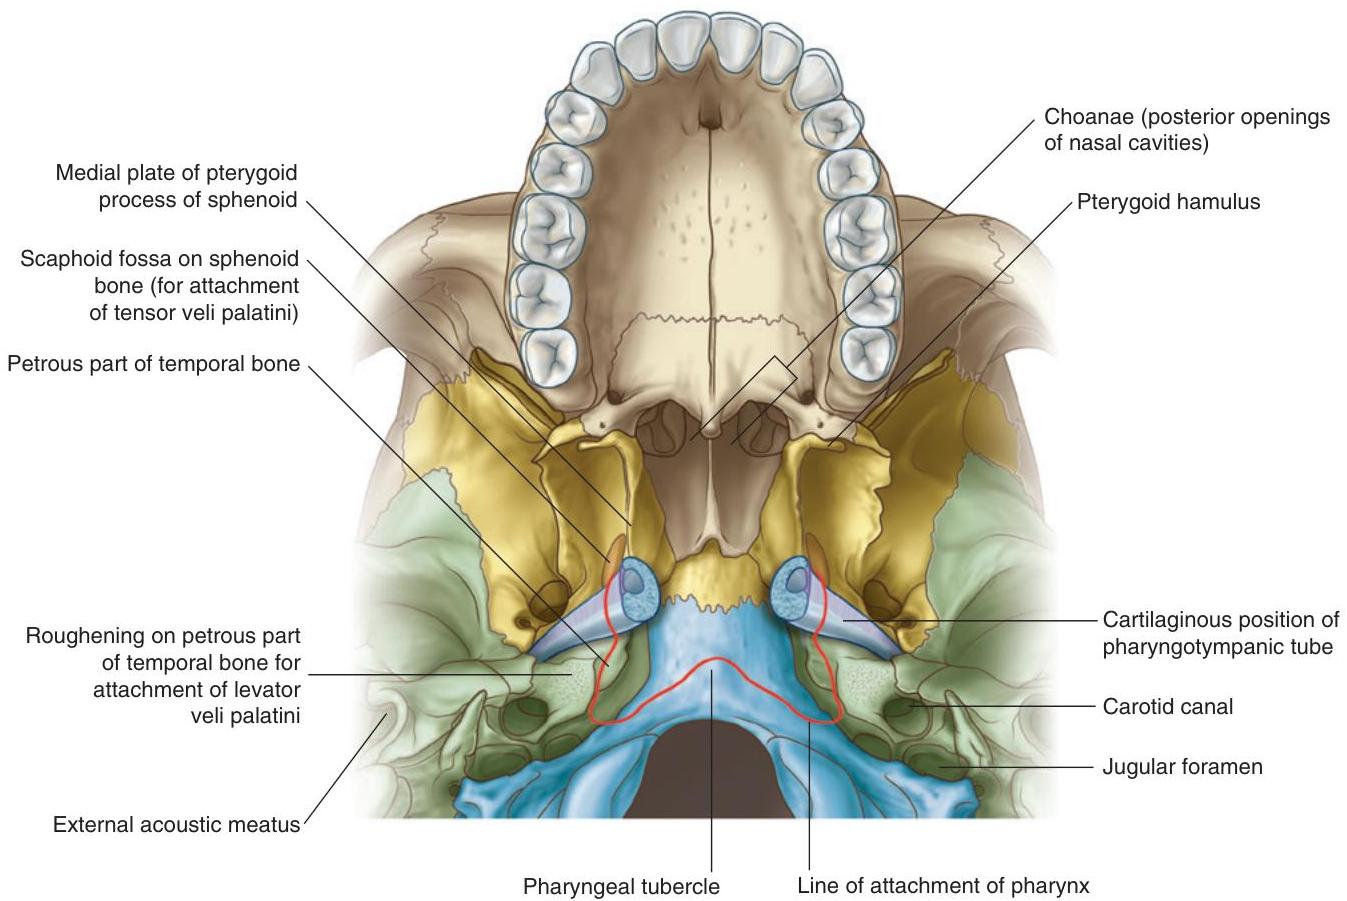 Medial plate of pterygoid
process of sphenoid
Scaphoid fossa on sphenoid
bone (for attachment
of tensor veli palatini)
Petrous part of temporal bone
Roughening on petrous part
of temporal bone for
attachment of levator
veli palatini
External acoustic meatus
Choanae (posterior openings
of nasal cavities)
Pterygoid hamulus
Cartilaginous position of
pharyngotympanic tube
Carotid canal
Jugular foramen
Pharyngeal tubercle
Line of attachment of pharynx